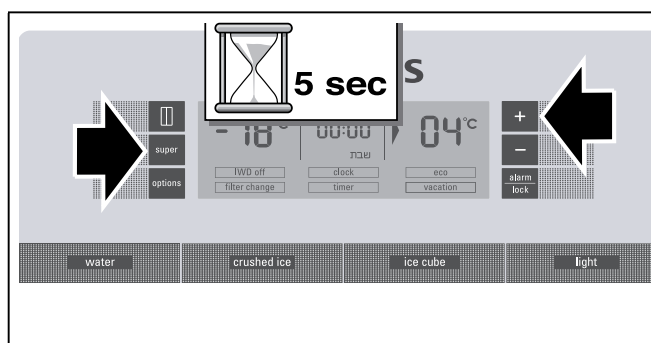 5 sec
S
super
options
-18°C
00:00
04°C
שבת
IWD off
clock
eco
filter change
timer
vacation
+
−
alarm
lock
water
crushed ice
ice cube
light